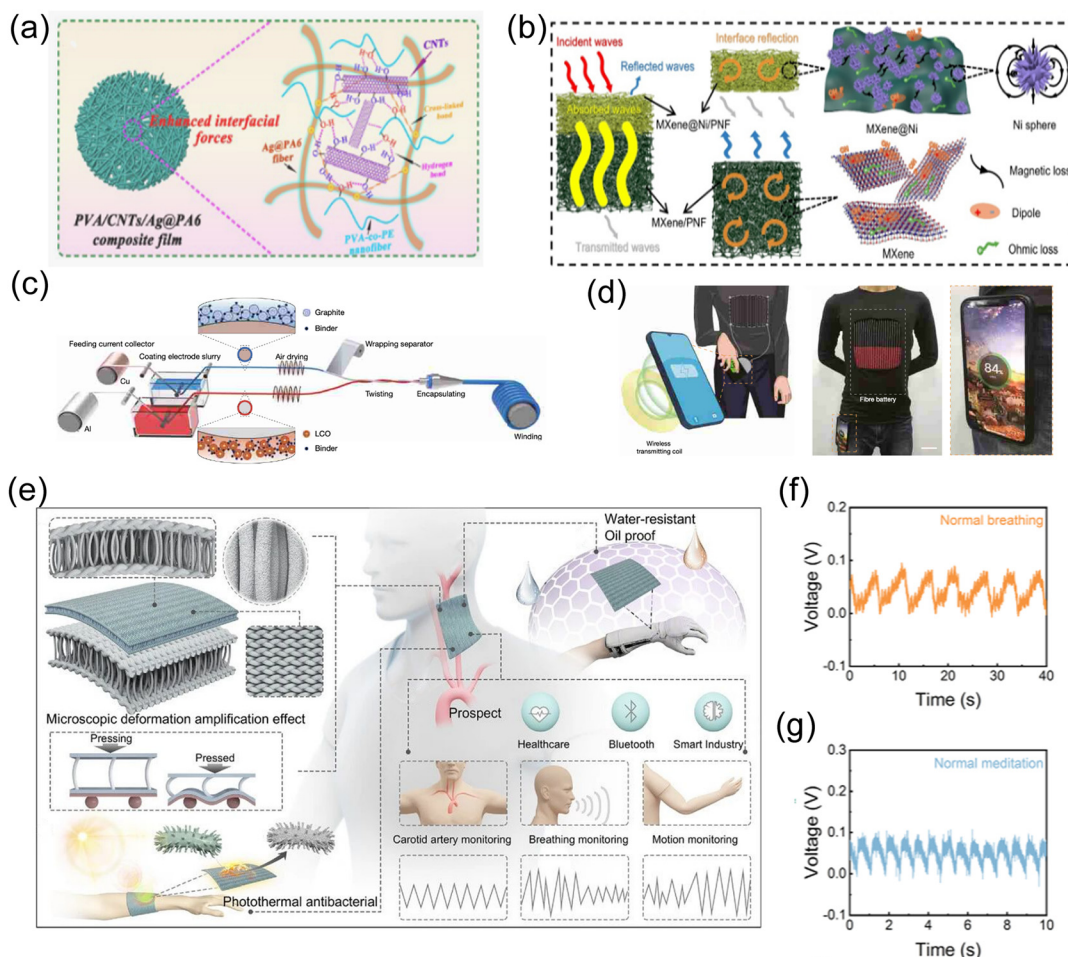 (a)
CNTs
Cross-linked
bond
Enhanced interfacial
forces
Ag@PA6
fiber
Hydrogen
bond
PVA/CNTs/Ag@PA6
composite film
PVA-co-PE
nanofiber
(b)
Incident waves
Reflected waves
Interface reflection
Absorbed waves
MXene@Ni/PNF
MXene@Ni
Ni sphere
MXene/PNF
Transmitted waves
MXene
Magnetic loss
Dipole
Ohmic loss
(c)
Graphite
Binder
Feeding current collector
Coating electrode slurry
Air drying
Wrapping separator
Cu
Al
Twisting
Encapsulating
Winding
LCO
Binder
(d)
Wireless
transmitting coil
Fibre battery
84%
(e)
Water-resistant
Oil proof
Microscopic deformation amplification effect
Pressing
Pressed
Prospect
Healthcare
Bluetooth
Smart Industry
Carotid artery monitoring
Breathing monitoring
Motion monitoring
Photothermal antibacterial
(f)
Normal breathing
Voltage (V)
0.2
0.1
0.0
-0.1
0
10
20
30
40
Time (s)
(g)
Normal meditation
Voltage (V)
0.3
0.2
0.1
0.0
-0.1
0
2
4
6
8
10
Time (s)